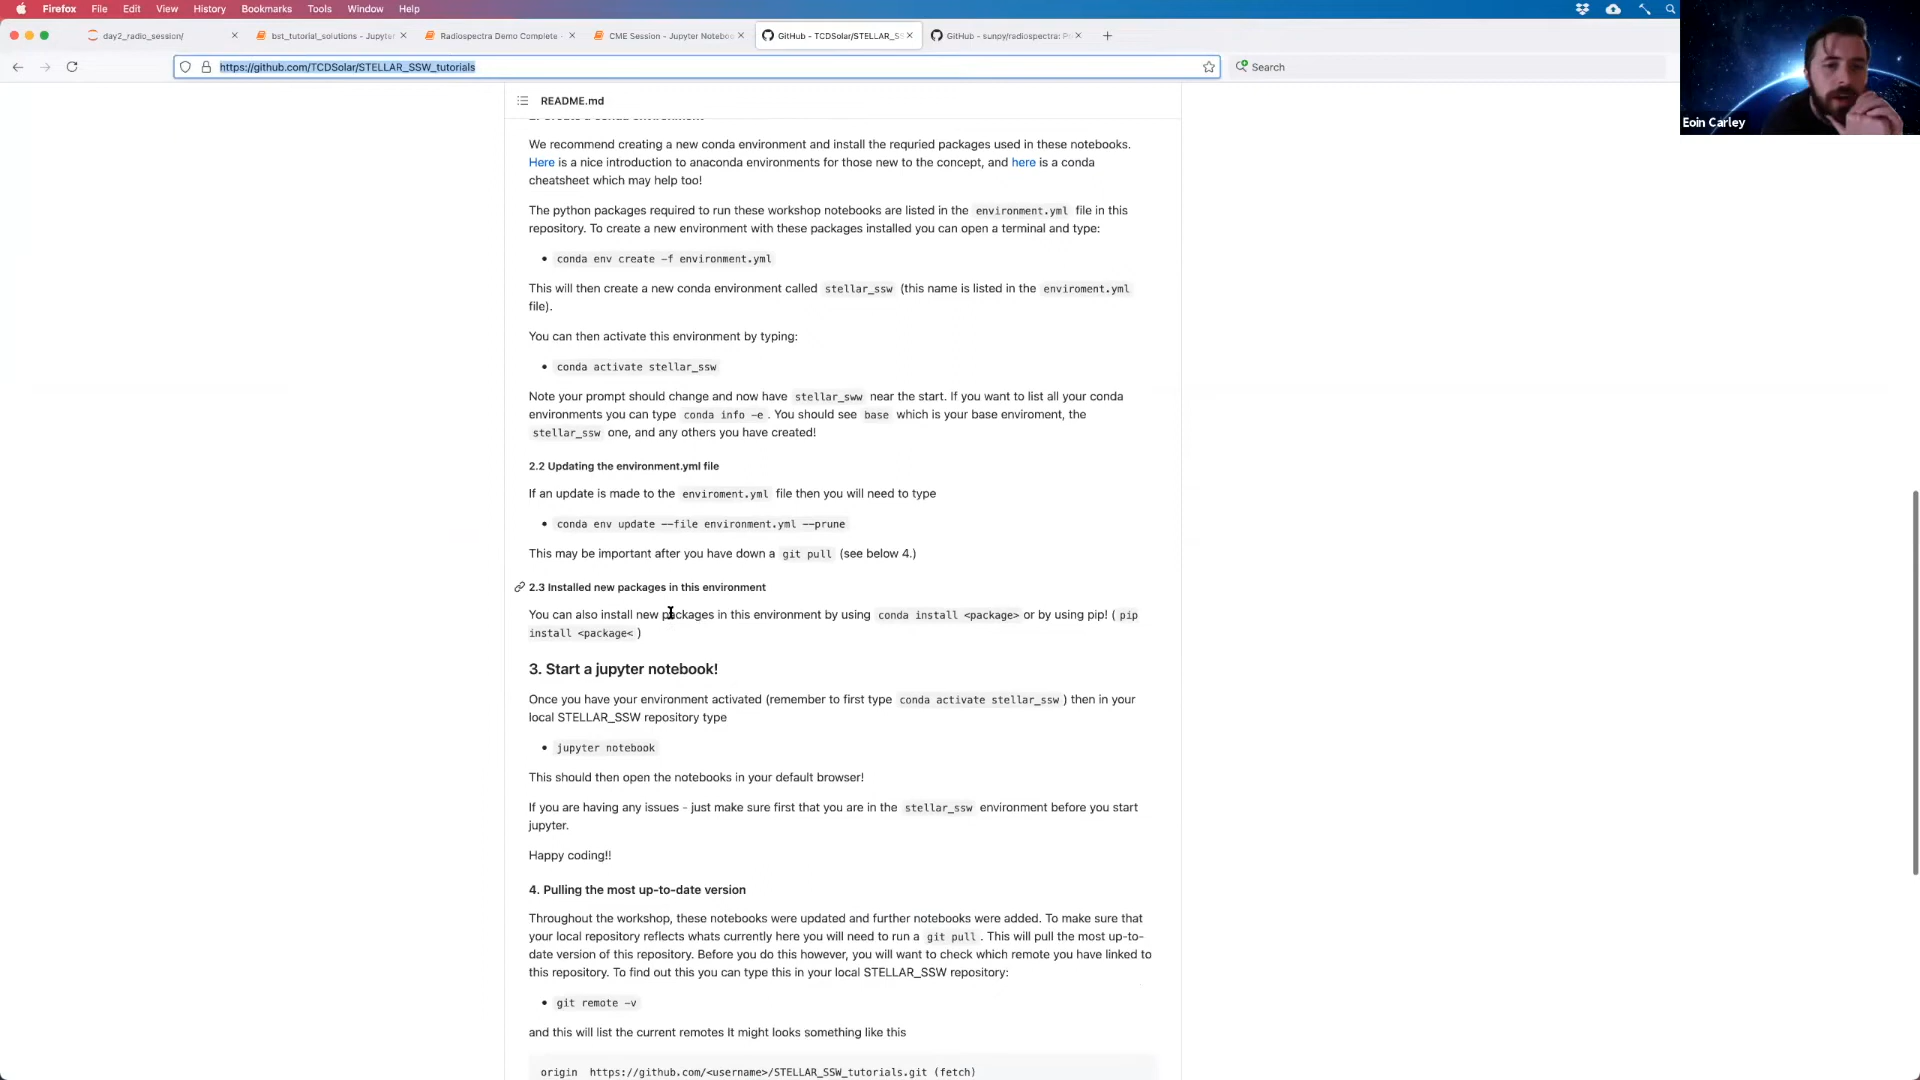 Firefox File Edit View History Bookmarks Tools Window Help
day2_radio_session/
bst_tutorial_solutions - Jupyter
Radiospectra Demo Complete -
CME Session - Jupyter Notebo
GitHub - TCDSolar/STELLAR_S
GitHub - sunpy/radiospectra: P
https://github.com/TCDSolar/STELLAR_SSW_tutorials
Search
Eoin Carley
README.md
We recommend creating a new conda environment and install the requried packages used in these notebooks.
Here is a nice introduction to anaconda environments for those new to the concept, and here is a conda
cheatsheet which may help too!
The python packages required to run these workshop notebooks are listed in the environment.yml file in this
repository. To create a new environment with these packages installed you can open a terminal and type:
• conda env create -f environment.yml
This will then create a new conda environment called stellar_ssw (this name is listed in the enviroment.yml
file).
You can then activate this environment by typing:
• conda activate stellar_ssw
Note your prompt should change and now have stellar_sww near the start. If you want to list all your conda
environments you can type conda info -e . You should see base which is your base enviroment, the
stellar_ssw one, and any others you have created!
2.2 Updating the environment.yml file
If an update is made to the enviroment.yml file then you will need to type
• conda env update --file environment.yml --prune
This may be important after you have down a git pull (see below 4.)
2.3 Installed new packages in this environment
You can also install new packages in this environment by using conda install <package> or by using pip! ( pip
install <package< )
3. Start a jupyter notebook!
Once you have your environment activated (remember to first type conda activate stellar_ssw ) then in your
local STELLAR_SSW repository type
• jupyter notebook
This should then open the notebooks in your default browser!
If you are having any issues - just make sure first that you are in the stellar_ssw environment before you start
jupyter.
Happy coding!!
4. Pulling the most up-to-date version
Throughout the workshop, these notebooks were updated and further notebooks were added. To make sure that
your local repository reflects whats currently here you will need to run a git pull . This will pull the most up-to-
date version of this repository. Before you do this however, you will want to check which remote you have linked to
this repository. To find out this you can type this in your local STELLAR_SSW repository:
• git remote -v
and this will list the current remotes It might looks something like this
origin https://github.com/<username>/STELLAR_SSW_tutorials.git (fetch)